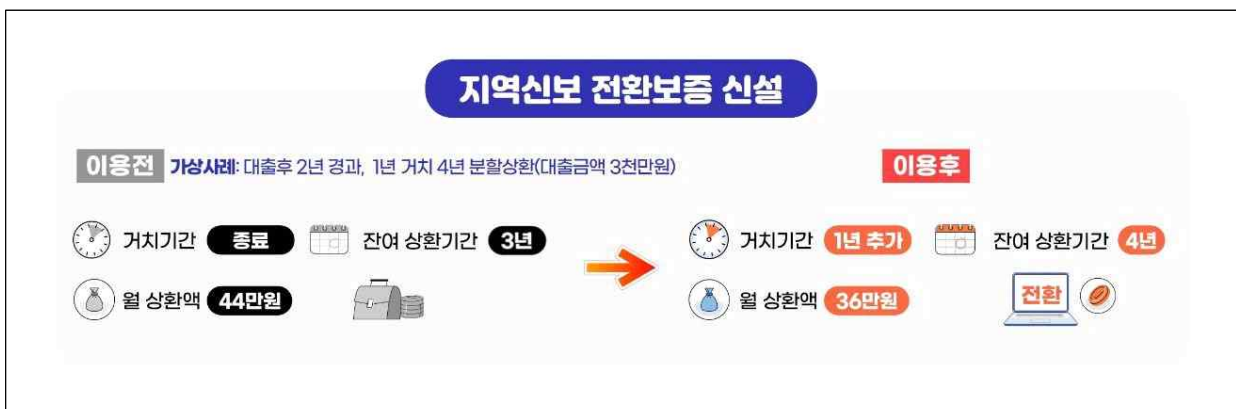 지역신보 전환보증 신설
이용전 가상사례: 대출후 2년 경과, 1년 거치 4년 분할상환(대출금액 3천만원)
이용후
거치기간 종료 잔여 상환기간 3년
월 상환액 44만원
거치기간 1년 추가 잔여 상환기간 4년
월 상환액 36만원
전환